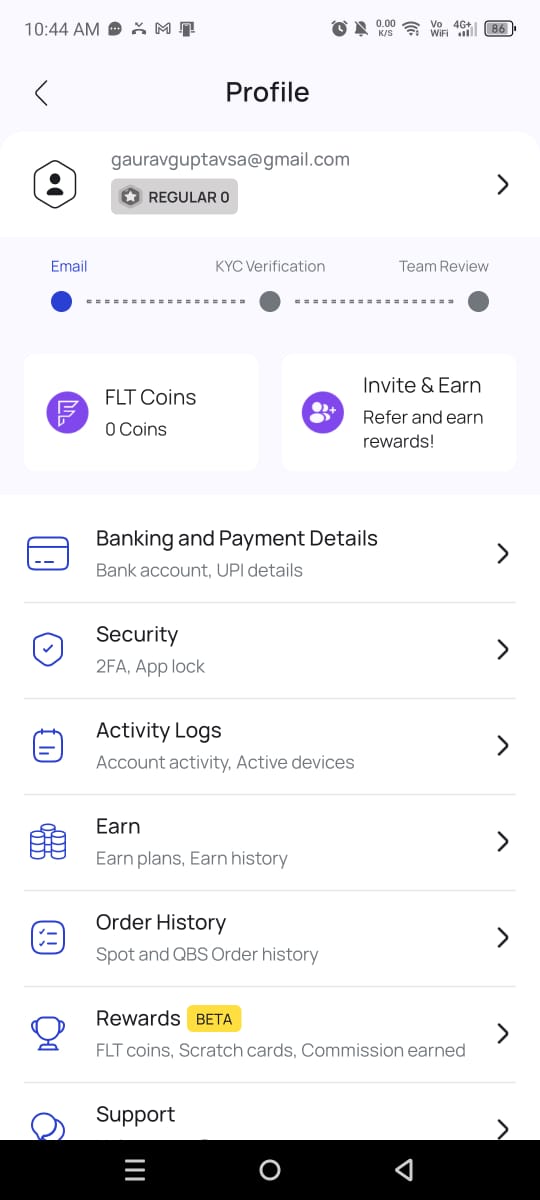 10:44 AM
0.00 K/S
Vo WiFi
4G+
86
Profile
gauravguptavsa@gmail.com
REGULAR 0
Email KYC Verification Team Review
FLT Coins
0 Coins
Invite & Earn
Refer and earn
rewards!
Banking and Payment Details
Bank account, UPI details
Security
2FA, App lock
Activity Logs
Account activity, Active devices
Earn
Earn plans, Earn history
Order History
Spot and QBS Order history
Rewards BETA
FLT coins, Scratch cards, Commission earned
Support